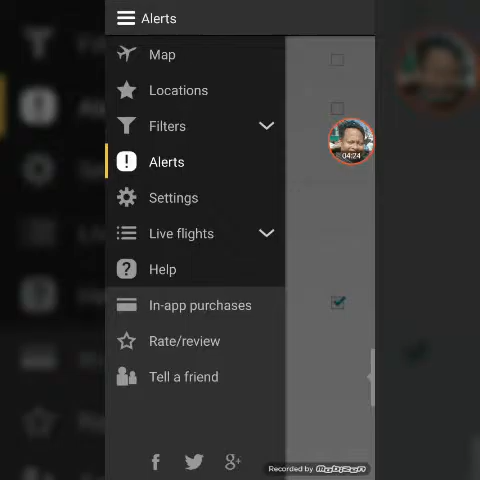 Alerts
Map
Locations
Filters
04:24
Alerts
Settings
Live flights
Help
In-app purchases
Rate/review
Tell a friend
Recorded by Mobizen